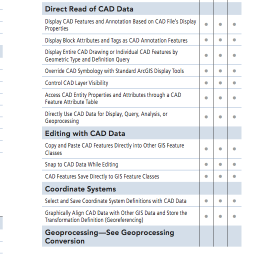 Direct Read of CAD Data
Display CAD Features and Annotation Based on CAD File's Display
Properties
Display Block Attributes and Tags as CAD Annotation Features
Display Entire CAD Drawing or Individual CAD Features by
Geometric Type and Definition Query
Override CAD Symbology with Standard ArcGIS Display Tools
Control CAD Layer Visibility
Access CAD Entity Properties and Attributes through a CAD
Feature Attribute Table
Directly Use CAD Data for Display, Query, Analysis, or
Geoprocessing
Editing with CAD Data
Copy and Paste CAD Features Directly into Other GIS Feature
Classes
Snap to CAD Data While Editing
CAD Features Save Directly to GIS Feature Classes
Coordinate Systems
Select and Save Coordinate System Definitions with CAD Data
Graphically Align CAD Data with Other GIS Data and Store the
Transformation Definition (Georeferencing)
Geoprocessing—See Geoprocessing
Conversion